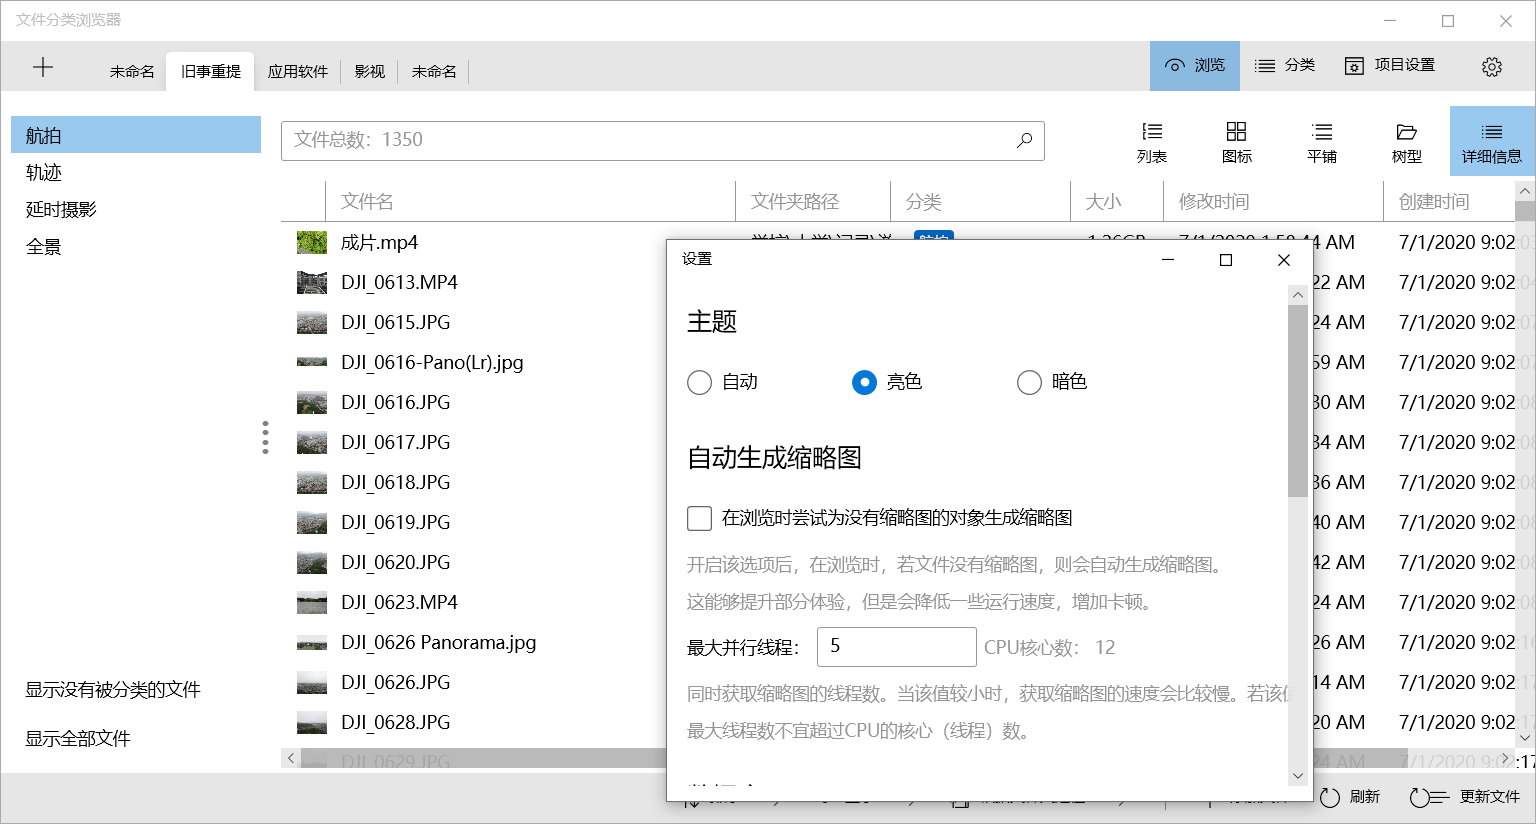 文件分类浏览器
未命名
旧事重提
应用软件
影视
未命名
浏览
分类
项目设置
航拍
轨迹
延时摄影
全景
显示没有被分类的文件
显示全部文件
文件总数：1350
列表
图标
平铺
树型
详细信息
文件名 文件夹路径 分类 大小 修改时间 创建时间
成片.mp4 AM 7/1/2020 9:02:03
DJI_0613.MP4 22 AM 7/1/2020 9:02:04
DJI_0615.JPG 24 AM 7/1/2020 9:02:07
DJI_0616-Pano(Lr).jpg 59 AM 7/1/2020 9:02:07
DJI_0616.JPG 30 AM 7/1/2020 9:02:08
DJI_0617.JPG 34 AM 7/1/2020 9:02:08
DJI_0618.JPG 36 AM 7/1/2020 9:02:08
DJI_0619.JPG 40 AM 7/1/2020 9:02:08
DJI_0620.JPG 42 AM 7/1/2020 9:02:08
DJI_0623.MP4 24 AM 7/1/2020 9:02:08
DJI_0626 Panorama.jpg 26 AM 7/1/2020 9:02:16
DJI_0626.JPG 14 AM 7/1/2020 9:02:17
DJI_0628.JPG 20 AM 7/1/2020 9:02:17
DJI_0629.JPG 24 AM 7/1/2020 9:02:17
设置
主题
自动
亮色
暗色
自动生成缩略图
在浏览时尝试为没有缩略图的对象生成缩略图
开启该选项后，在浏览时，若文件没有缩略图，则会自动生成缩略图。
这能够提升部分体验，但是会降低一些运行速度，增加卡顿。
最大并行线程： 5 CPU核心数： 12
同时获取缩略图的线程数。当该值较小时，获取缩略图的速度会比较慢。若该值
最大线程数不宜超过CPU的核心（线程）数。
刷新
更新文件